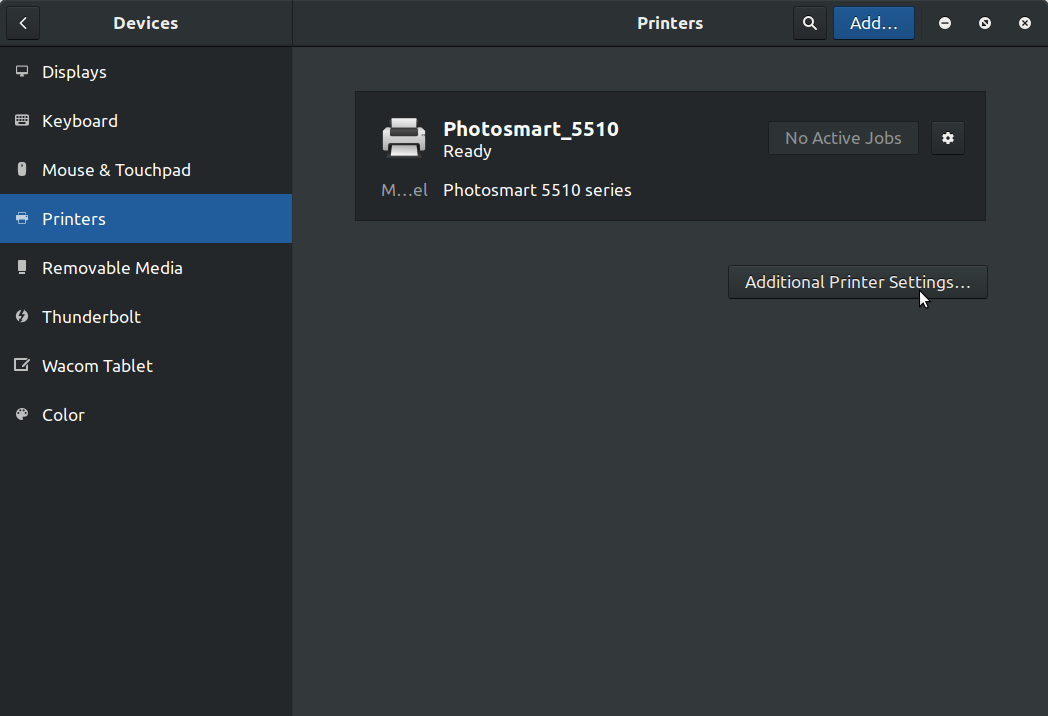 Devices
Printers
Add...
Displays
Keyboard
Mouse & Touchpad
Printers
Removable Media
Thunderbolt
Wacom Tablet
Color
Photosmart_5510
Ready
No Active Jobs
M...el Photosmart 5510 series
Additional Printer Settings...